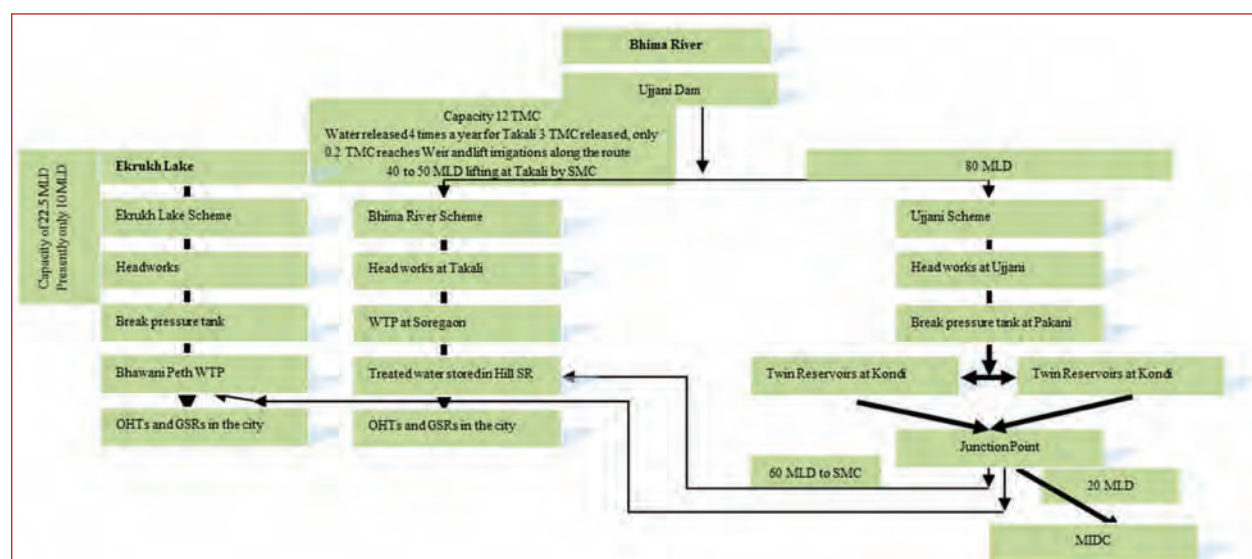 Bhima River
Ujjani Dam
Capacity 12 TMC
Water released 4 times a year for Takali 3 TMC released, only
0.2 TMC reaches Weir and lift irrigations along the route
40 to 50 MLD lifting at Takali by SMC
80 MLD
Capacity of 22.5 MLD
Presently only 10 MLD
Ekrukh Lake
Ekrukh Lake Scheme
Headworks
Break pressure tank
Bhawani Peth WTP
OHTs and GSRs in the city
Bhima River Scheme
Head works at Takali
WTP at Soregaon
Treated water stored in Hill SR
OHTs and GSRs in the city
Ujjani Scheme
Head works at Ujjani
Break pressure tank at Pakani
Twin Reservoirs at Kondi
Twin Reservoirs at Kondi
Junction Point
60 MLD to SMC
20 MLD
MIDC